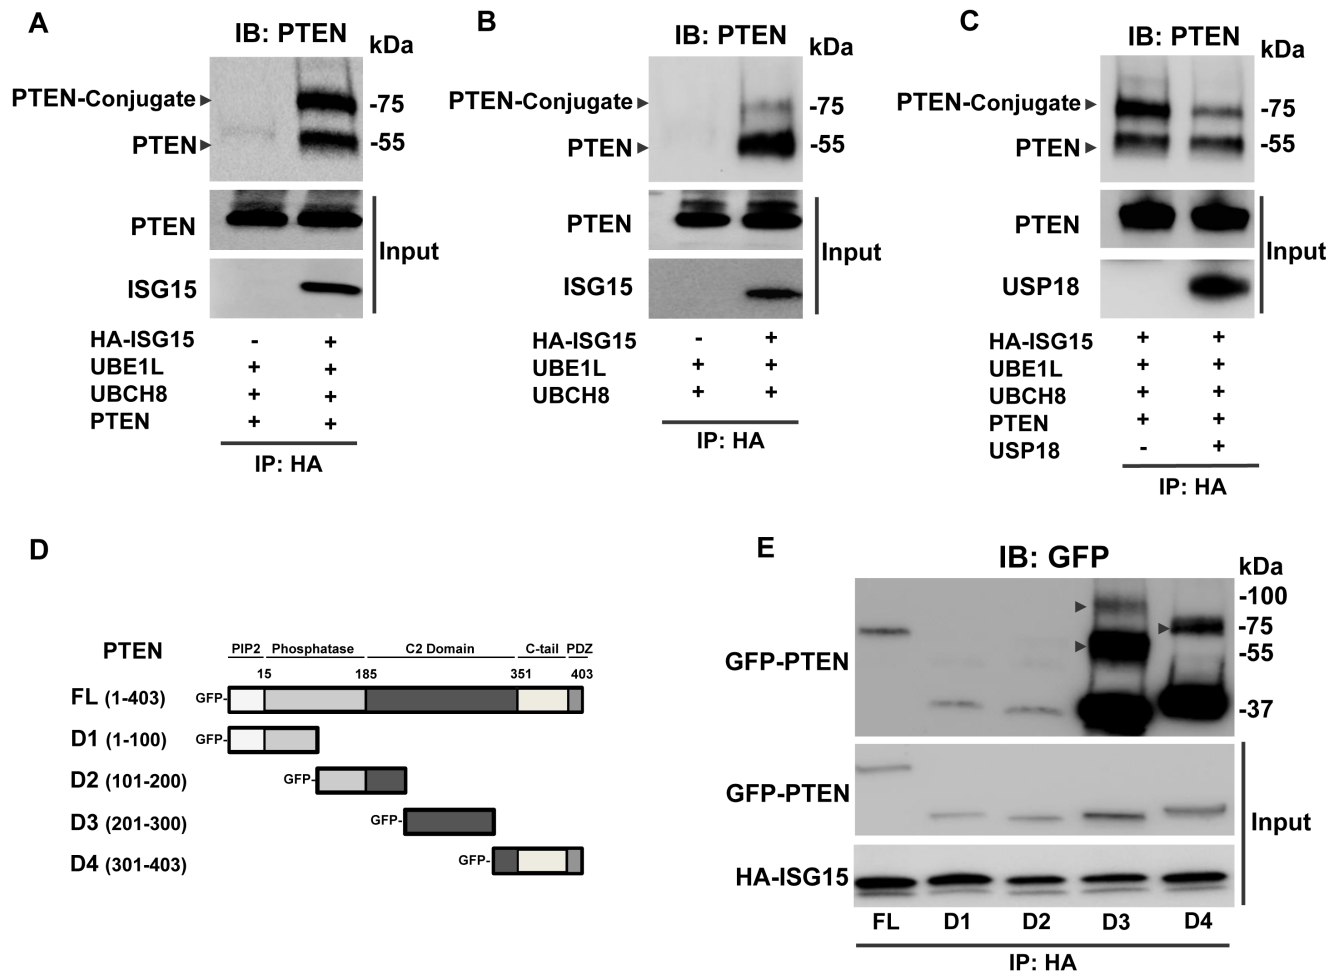 A
IB: PTEN
kDa
PTEN-Conjugate
-75
PTEN
-55
PTEN
Input
ISG15
HA-ISG15 - +
UBE1L + +
UBCH8 + +
PTEN + +
IP: HA
B
IB: PTEN
kDa
PTEN-Conjugate
-75
PTEN
-55
PTEN
Input
ISG15
HA-ISG15 - +
UBE1L + +
UBCH8 + +
IP: HA
C
IB: PTEN
kDa
PTEN-Conjugate
-75
PTEN
-55
PTEN
Input
USP18
HA-ISG15 + +
UBE1L + +
UBCH8 + +
PTEN + +
USP18 - +
IP: HA
D
PTEN
PIP2 Phosphatase C2 Domain C-tail PDZ
15 185 351 403
FL (1-403) GFP-
D1 (1-100) GFP-
D2 (101-200) GFP-
D3 (201-300) GFP-
D4 (301-403) GFP-
E
IB: GFP
kDa
-100
-75
GFP-PTEN
-55
-37
GFP-PTEN
Input
HA-ISG15
FL D1 D2 D3 D4
IP: HA